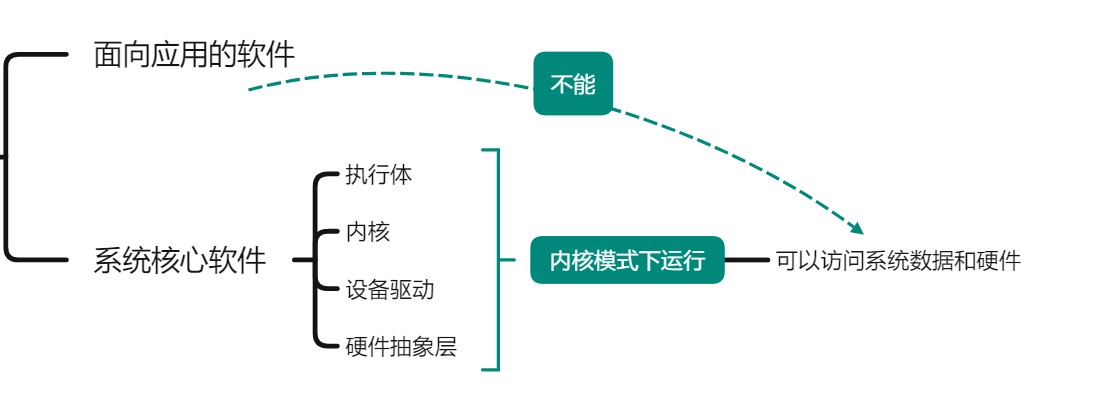 面向应用的软件
不能
执行体
内核
系统核心软件
内核模式下运行
可以访问系统数据和硬件
设备驱动
硬件抽象层